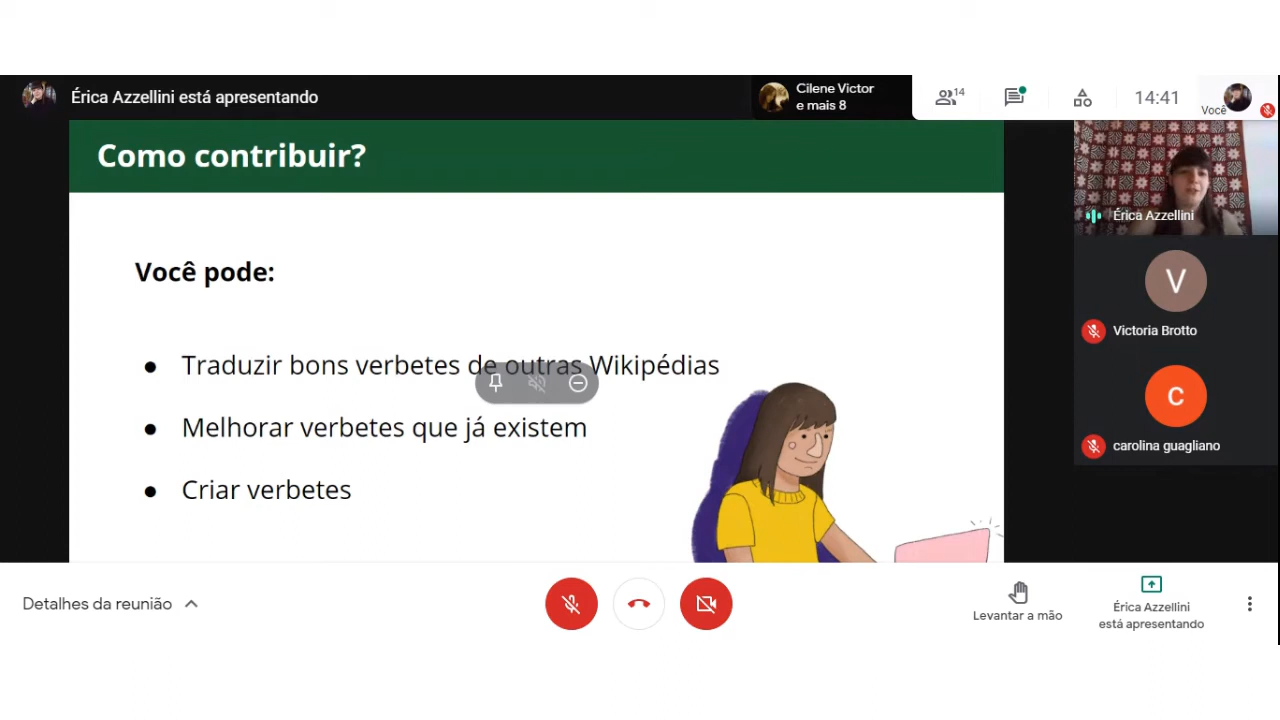 Érica Azzellini está apresentando
Cilene Victor
e mais 8
14
14:41
Você
Como contribuir?
Você pode:
Traduzir bons verbetes de outras Wikipédias
Melhorar verbetes que já existem
Criar verbetes
Érica Azzellini
V
Victoria Brotto
C
carolina guagliano
Detalhes da reunião
Levantar a mão
Érica Azzellini
está apresentando